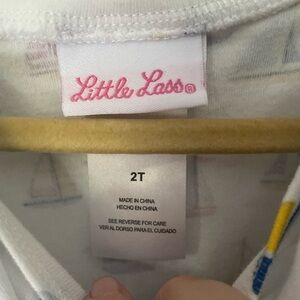 Little Lass®
2T
MADE IN CHINA
HECHO EN CHINA
SEE REVERSE FOR CARE
VER AL DORSO PARA EL CUIDADO